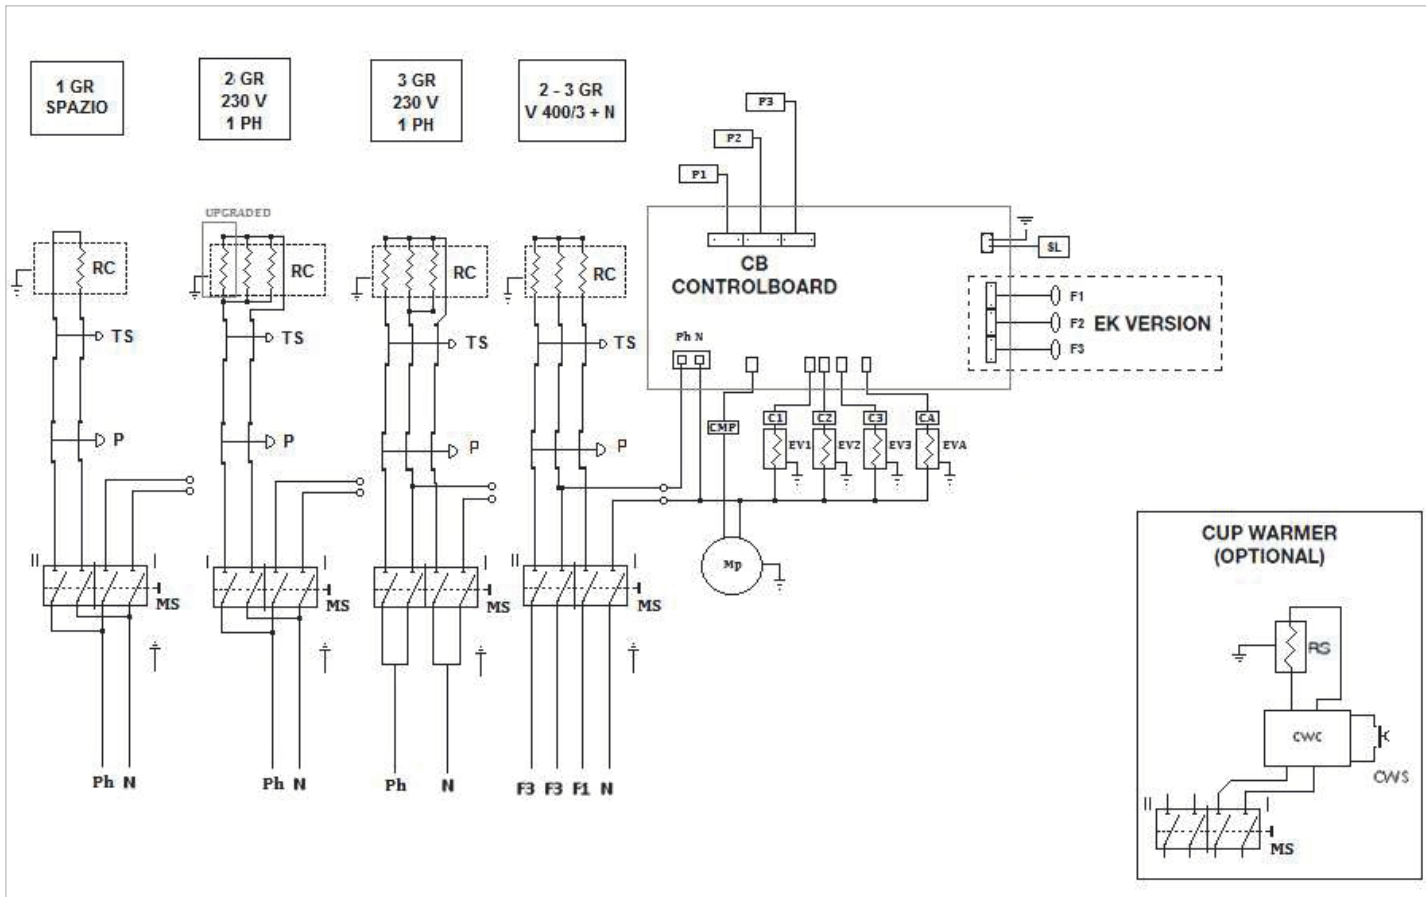 1 GR
SPAZIO
2 GR
230 V
1 PH
3 GR
230 V
1 PH
2 - 3 GR
V 400/3 + N
P3
P2
P1
UPGRADED
RC
RC
RC
RC
CB
CONTROLBOARD
SL
F1
F2
F3
EK VERSION
TS
TS
TS
TS
Ph N
CMP
C1
C2
C3
CA
EV1
EV2
EV3
EVA
P
P
P
P
Mp
II
I
MS
I
I
MS
I
MS
II
I
MS
Ph N
Ph N
Ph
N
F3 F3 F1 N
CUP WARMER
(OPTIONAL)
RS
CWC
CWS
II
I
MS